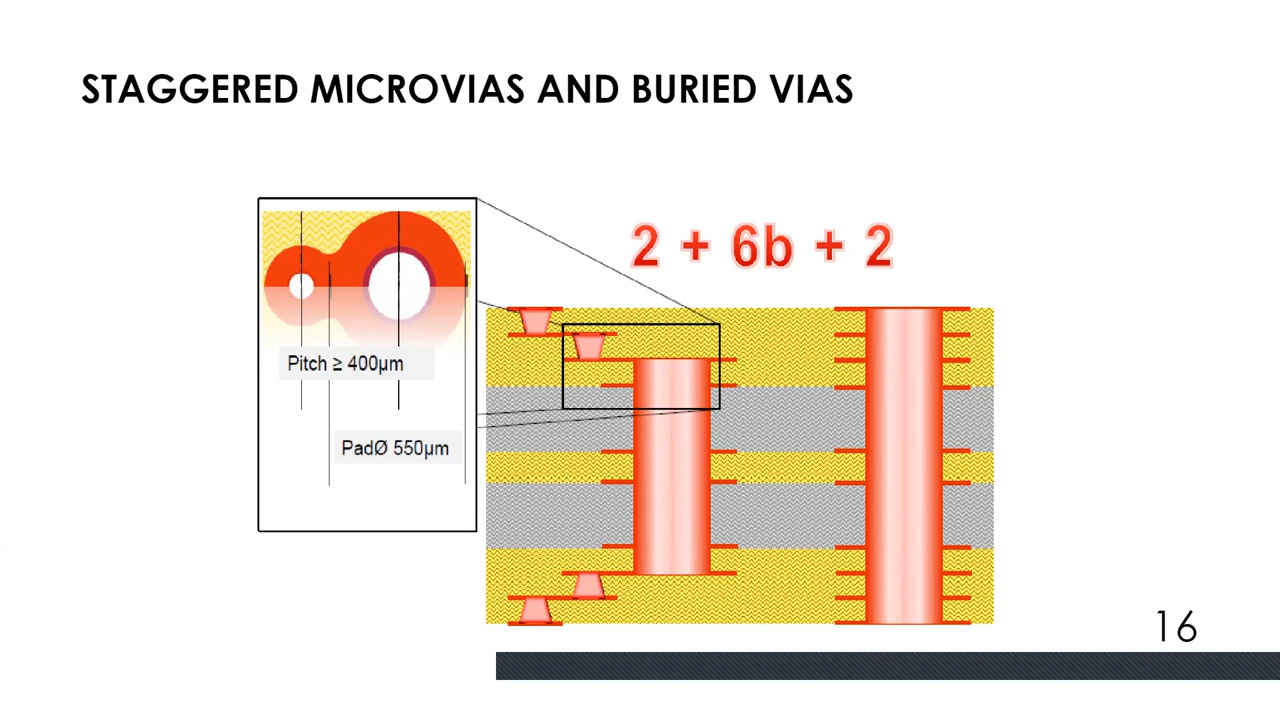 STAGGERED MICROVIAS AND BURIED VIAS
2 + 6b + 2
Pitch ≥ 400µm
PadØ 550µm
16